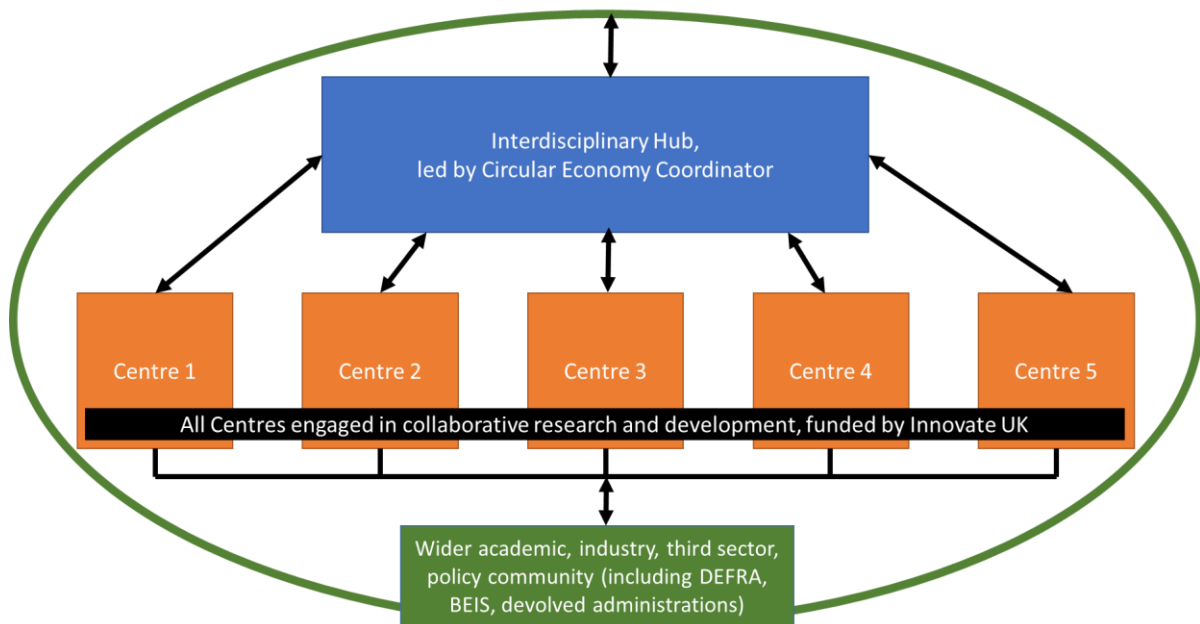 Interdisciplinary Hub,
led by Circular Economy Coordinator
Centre 1
Centre 2
Centre 3
Centre 4
Centre 5
All Centres engaged in collaborative research and development, funded by Innovate UK
Wider academic, industry, third sector,
policy community (including DEFRA,
BEIS, devolved administrations)